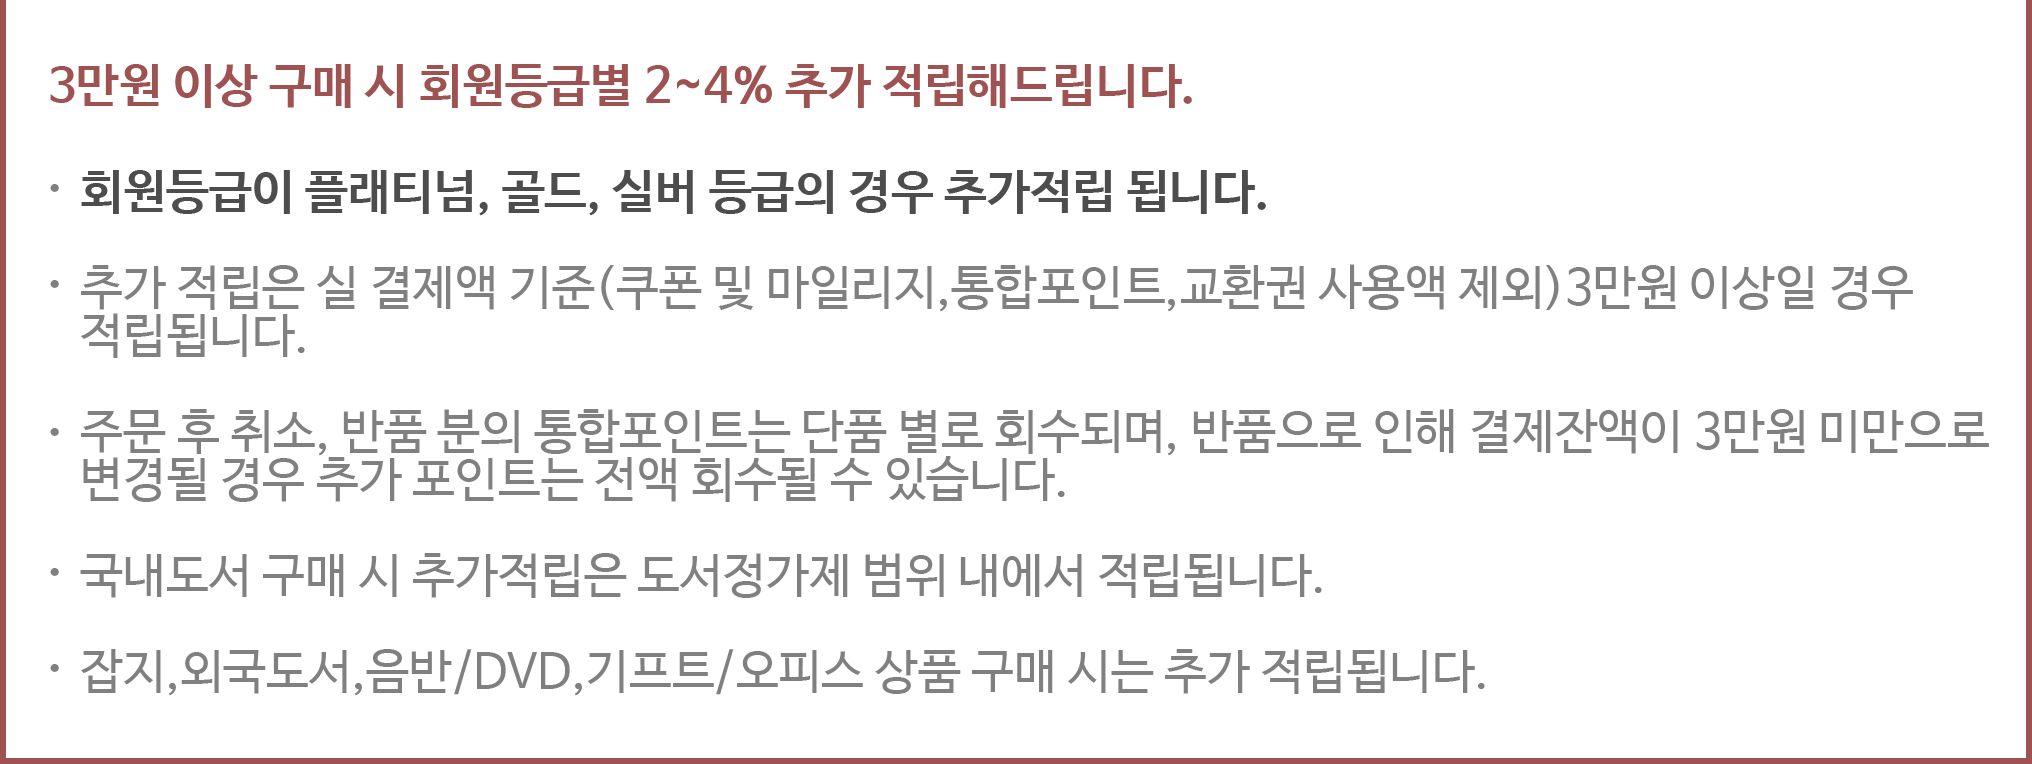 3만원 이상 구매 시 회원등급별 2~4% 추가 적립해드립니다.
· 회원등급이 플래티넘, 골드, 실버 등급의 경우 추가적립 됩니다.
· 추가 적립은 실 결제액 기준(쿠폰 및 마일리지,통합포인트,교환권 사용액 제외)3만원 이상일 경우
적립됩니다.
· 주문 후 취소, 반품 분의 통합포인트는 단품 별로 회수되며, 반품으로 인해 결제잔액이 3만원 미만으로
변경될 경우 추가 포인트는 전액 회수될 수 있습니다.
· 국내도서 구매 시 추가적립은 도서정가제 범위 내에서 적립됩니다.
· 잡지,외국도서,음반/DVD,기프트/오피스 상품 구매 시는 추가 적립됩니다.